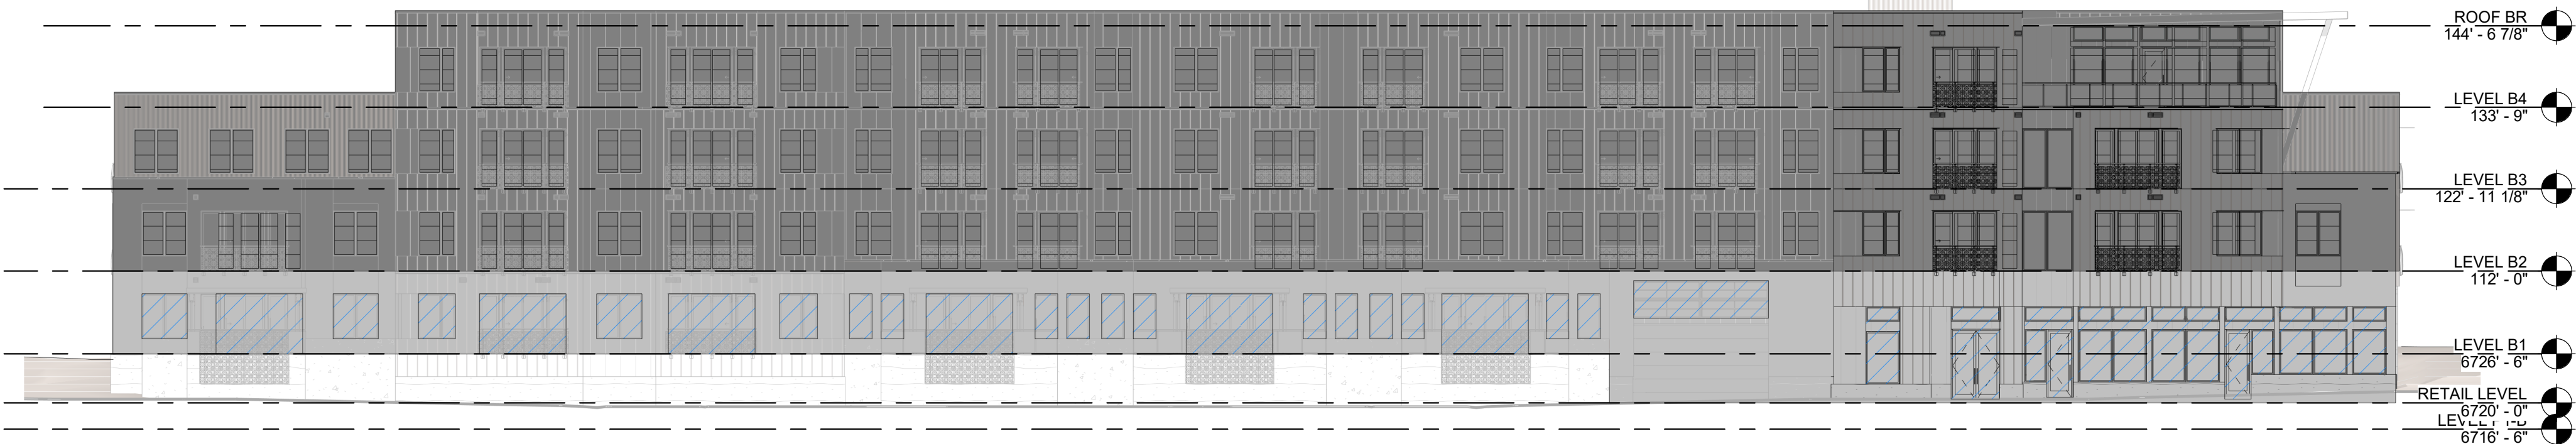 ROOF BR
144' - 6 7/8"
LEVEL B4
133' - 9"
LEVEL B3
122' - 11 1/8"
LEVEL B2
112' - 0"
LEVEL B1
6726' - 6"
RETAIL LEVEL
6720' - 0"
6716' - 6"